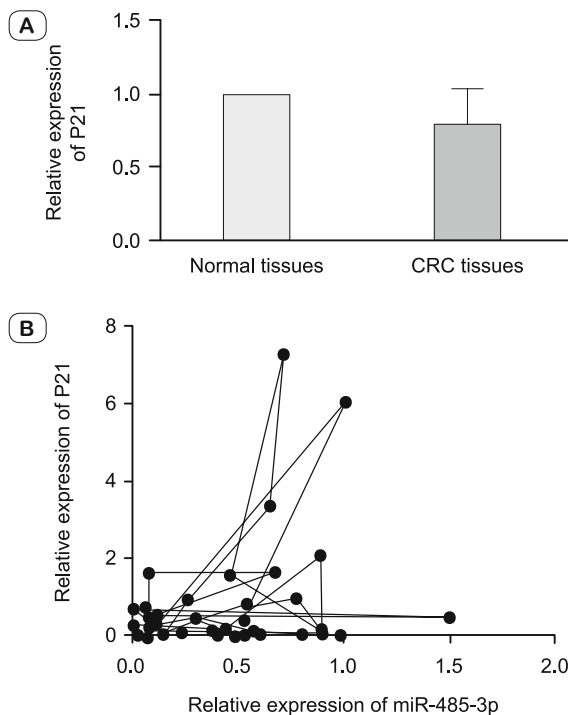 A
Relative expression
of P21
1.5
1.0
0.5
0.0
Normal tissues
CRC tissues
B
Relative expression of P21
8
6
4
2
0
0.0
0.5
1.0
1.5
2.0
Relative expression of miR-485-3p